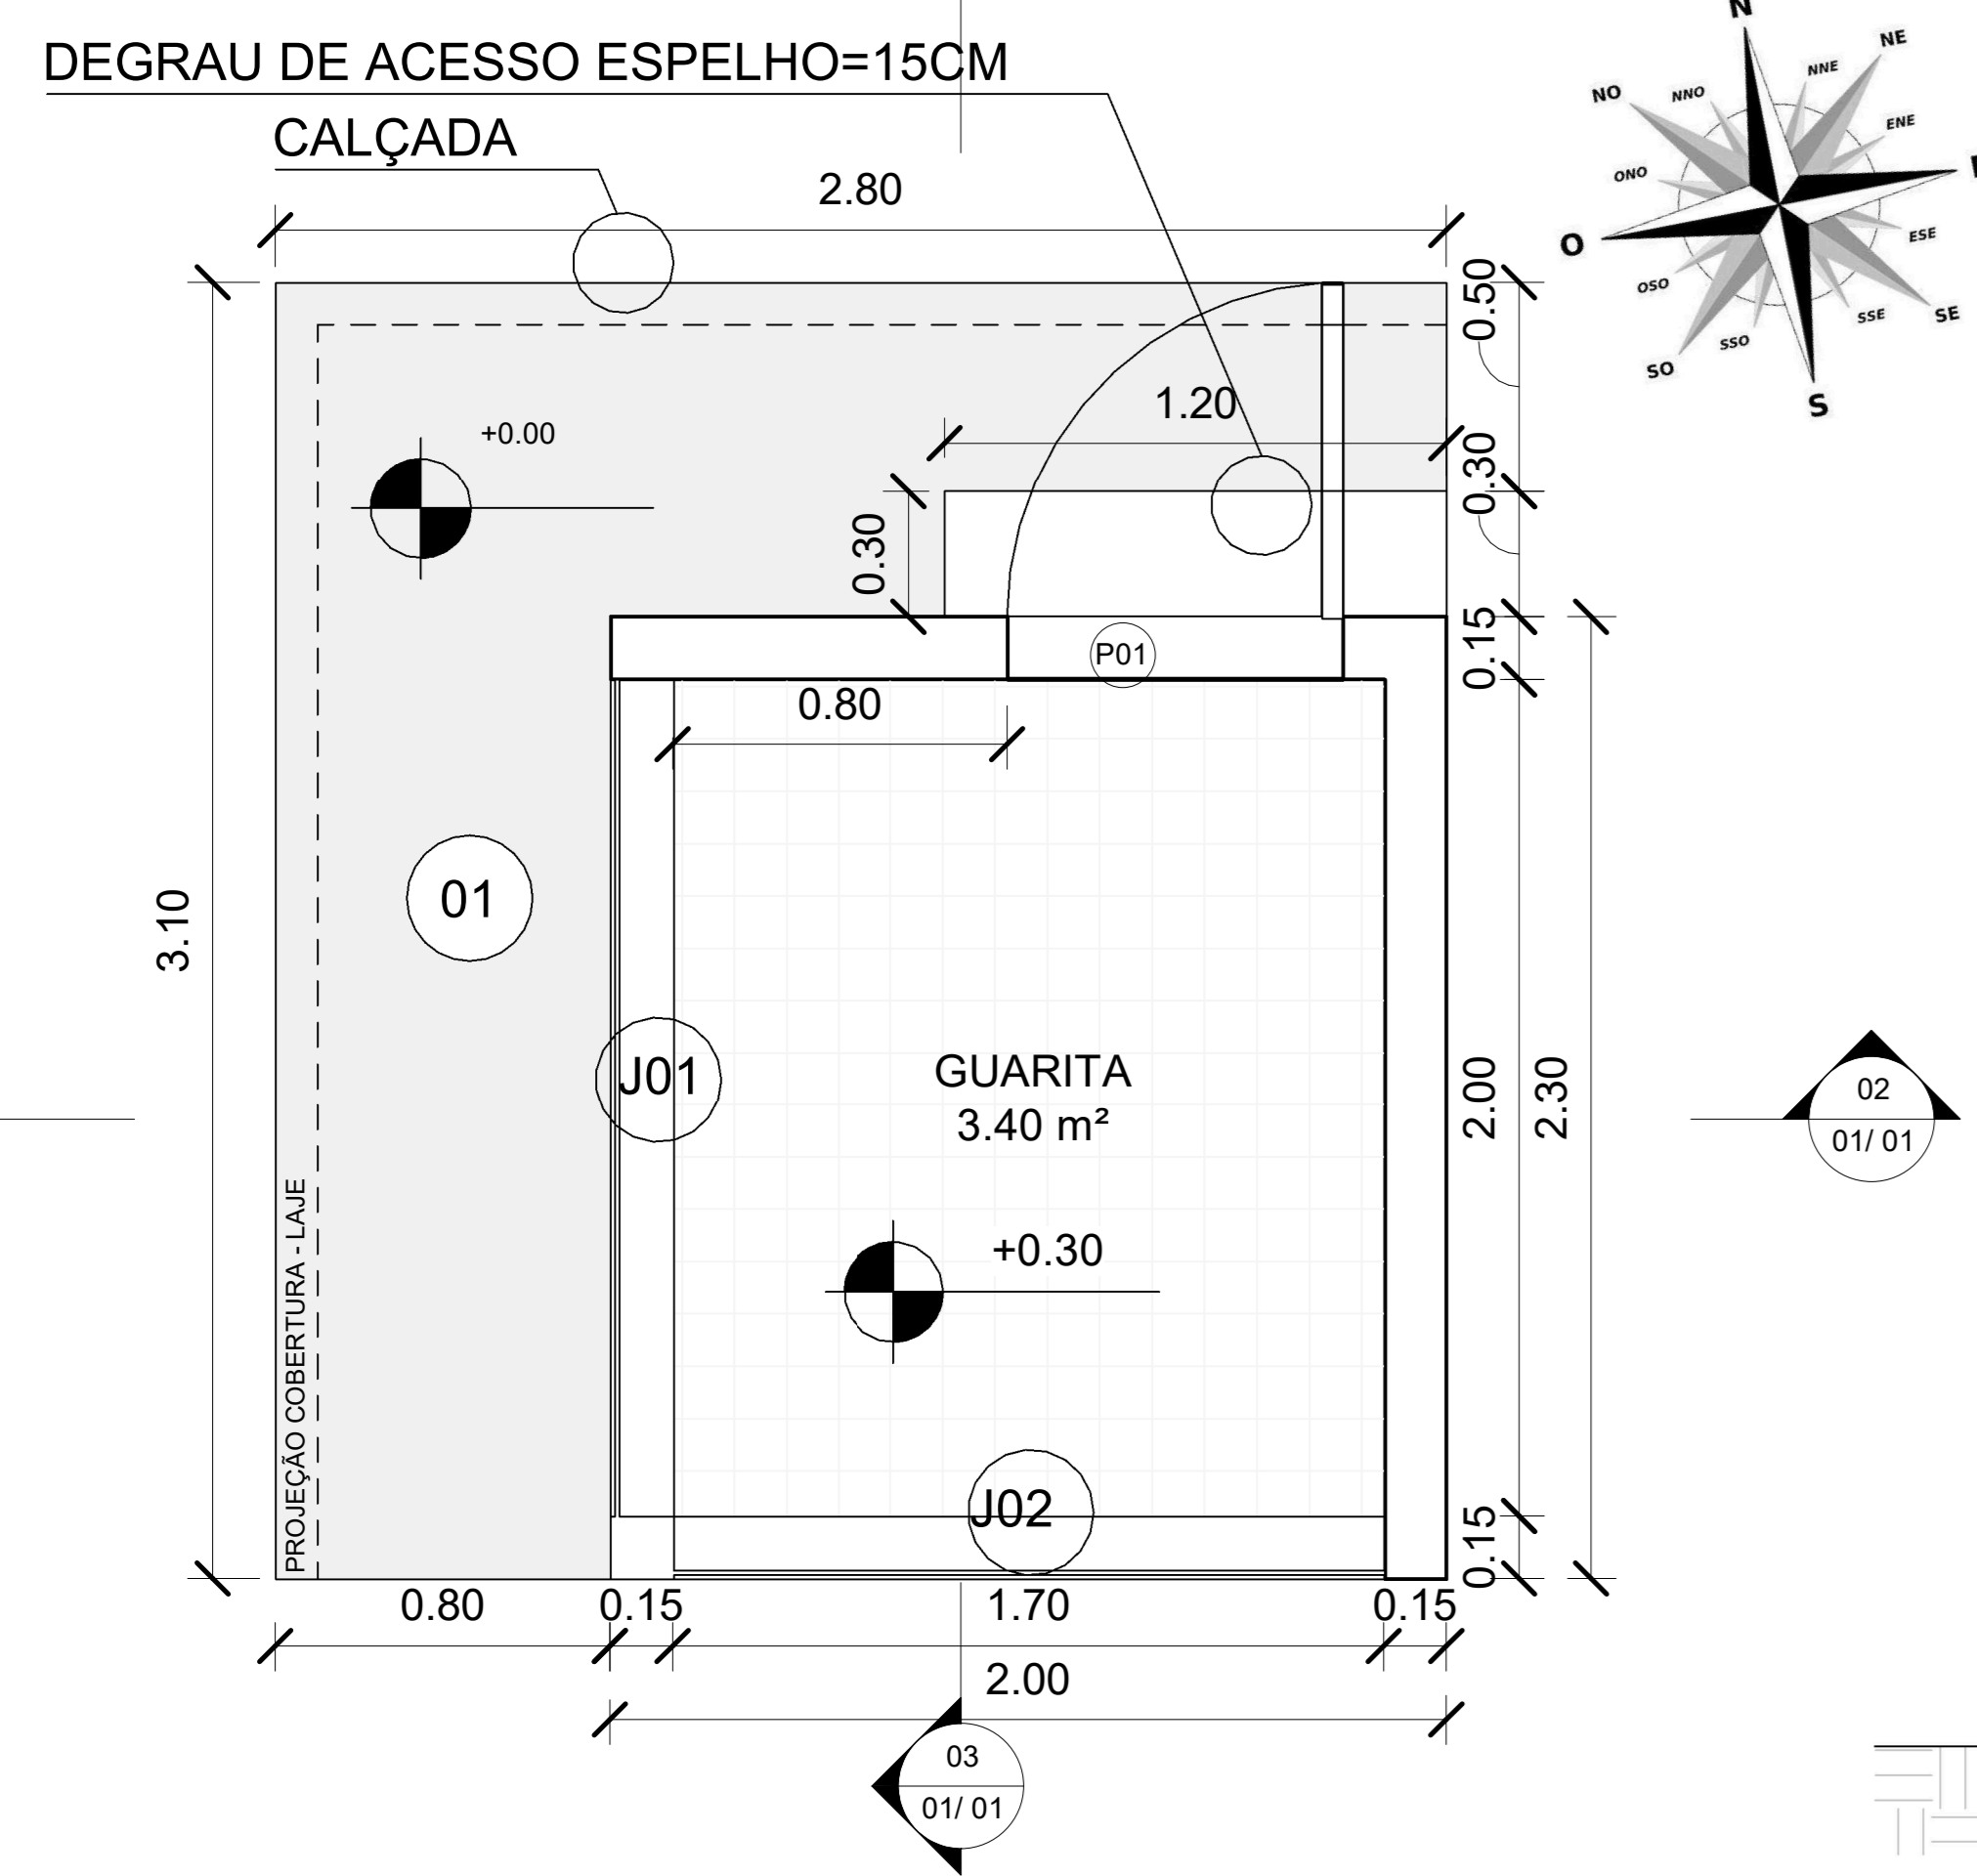 DEGRAU DE ACESSO ESPELHO=15CM
CALÇADA
2.80
N
NE
NNE
NNO
NO
ENE
ONO
O
ESE
OSO
SE
SSE
SSO
SO
S
0.50
1.20
+0.00
0.30
0.30
0.15
P01
0.80
01
3.10
J01
GUARITA
3.40 m²
2.00
2.30
02
01/ 01
+0.30
PROJEÇÃO COBERTURA - LAJE
J02
0.15
0.80
0.15
1.70
0.15
2.00
03
01/ 01